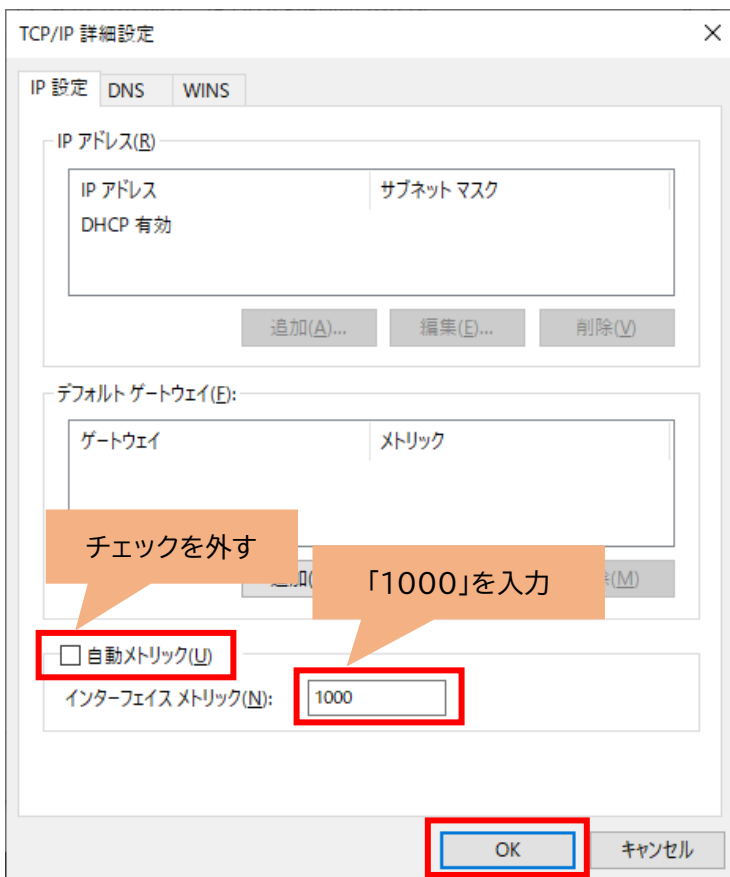 TCP/IP 詳細設定
IP 設定 DNS WINS
IP アドレス(R)
IP アドレス サブネット マスク
DHCP 有効
追加(A)... 編集(E)... 削除(V)
デフォルト ゲートウェイ(F):
ゲートウェイ メトリック
チェックを外す
「1000」を入力
(M)
自動メトリック(U)
インターフェイス メトリック(N): 1000
OK キャンセル